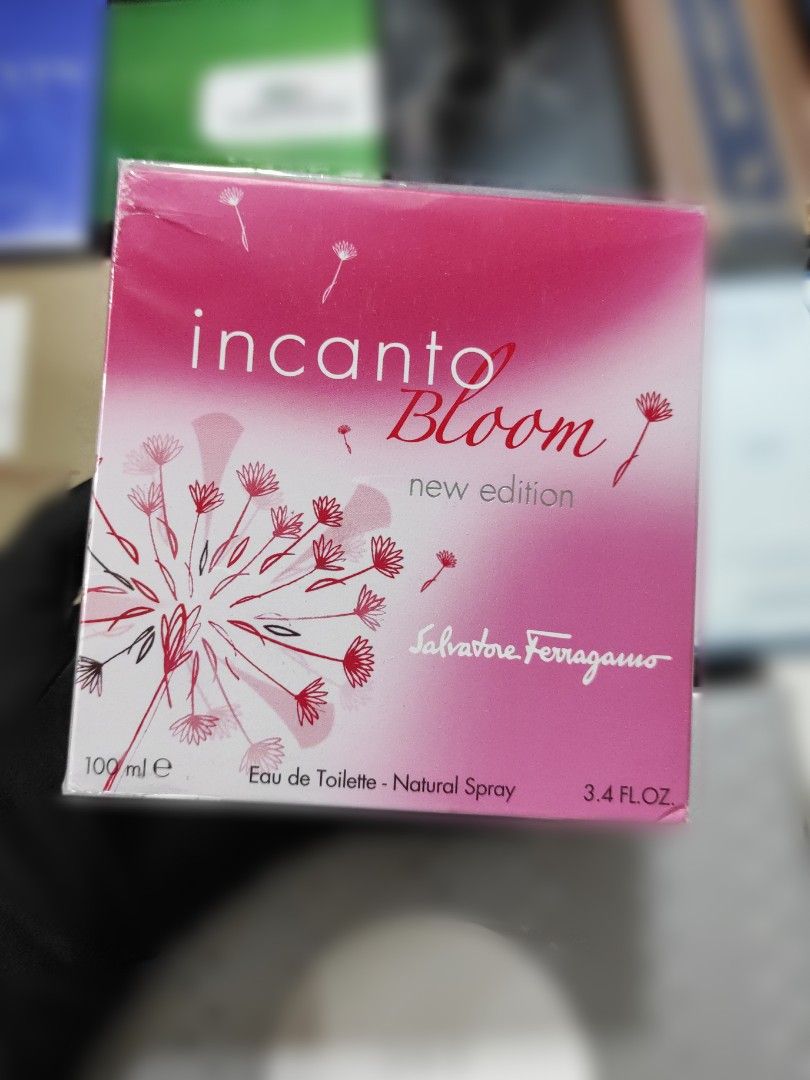 incanto
Bloom
new edition
Salvatore Ferragamo
100 ml ℮
Eau de Toilette - Natural Spray
3.4 FL.OZ.